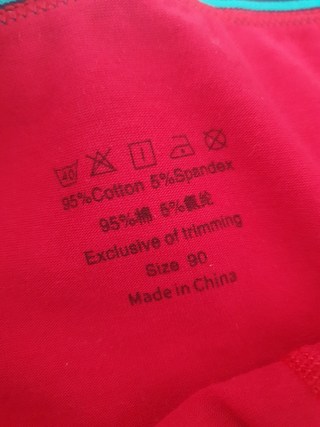 40
95%Cotton 5%Spandex
95%棉 5%氨纶
Exclusive of trimming
Size 90
Made in China